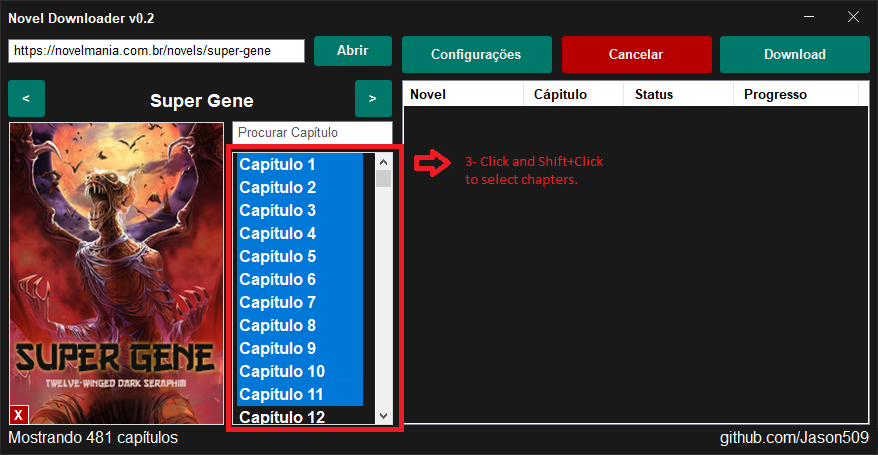 Novel Downloader v0.2
https://novelmania.com.br/novels/super-gene
Abrir
Configurações
Cancelar
Download
<
Super Gene
>
Novel
Cápitulo
Status
Progresso
Procurar Capítulo
Capítulo 1
Capítulo 2
Capítulo 3
Capítulo 4
Capítulo 5
Capítulo 6
Capítulo 7
Capítulo 8
Capítulo 9
Capítulo 10
Capítulo 11
Capítulo 12
3- Click and Shift+Click
to select chapters.
SUPER GENE
TWELVE-WINGED DARK SERAPHIM
X
Mostrando 481 capítulos
github.com/Jason509